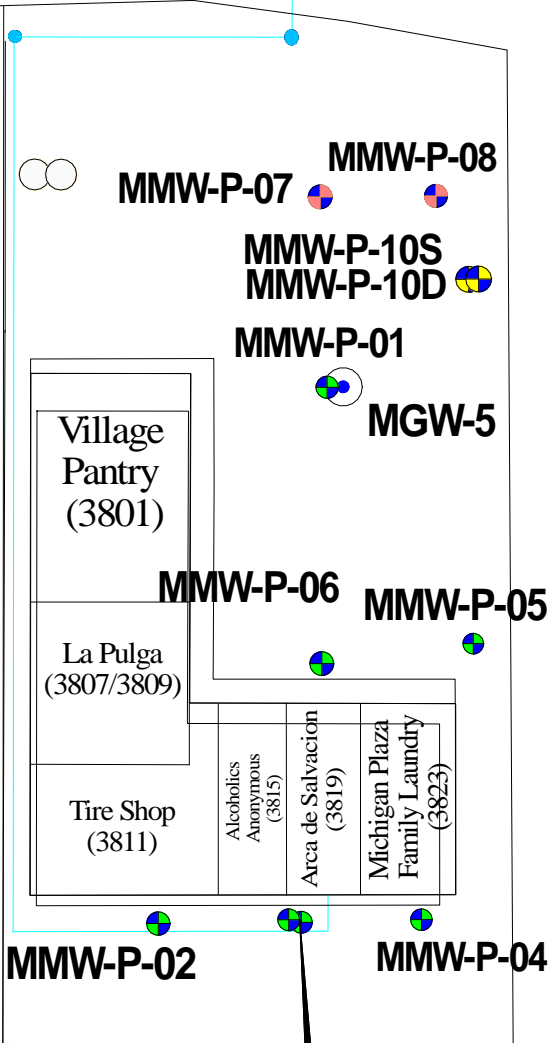 MMW-P-08
MMW-P-07
MMW-P-10S
MMW-P-10D
MMW-P-01
MGW-5
Village
Pantry
(3801)
MMW-P-06
MMW-P-05
La Pulga
(3807/3809)
Tire Shop
(3811)
Alcoholics
Anonymous
(3815)
Arca de Salvacion
(3819)
Michigan Plaza
Family Laundry
(3823)
MMW-P-02
MMW-P-04